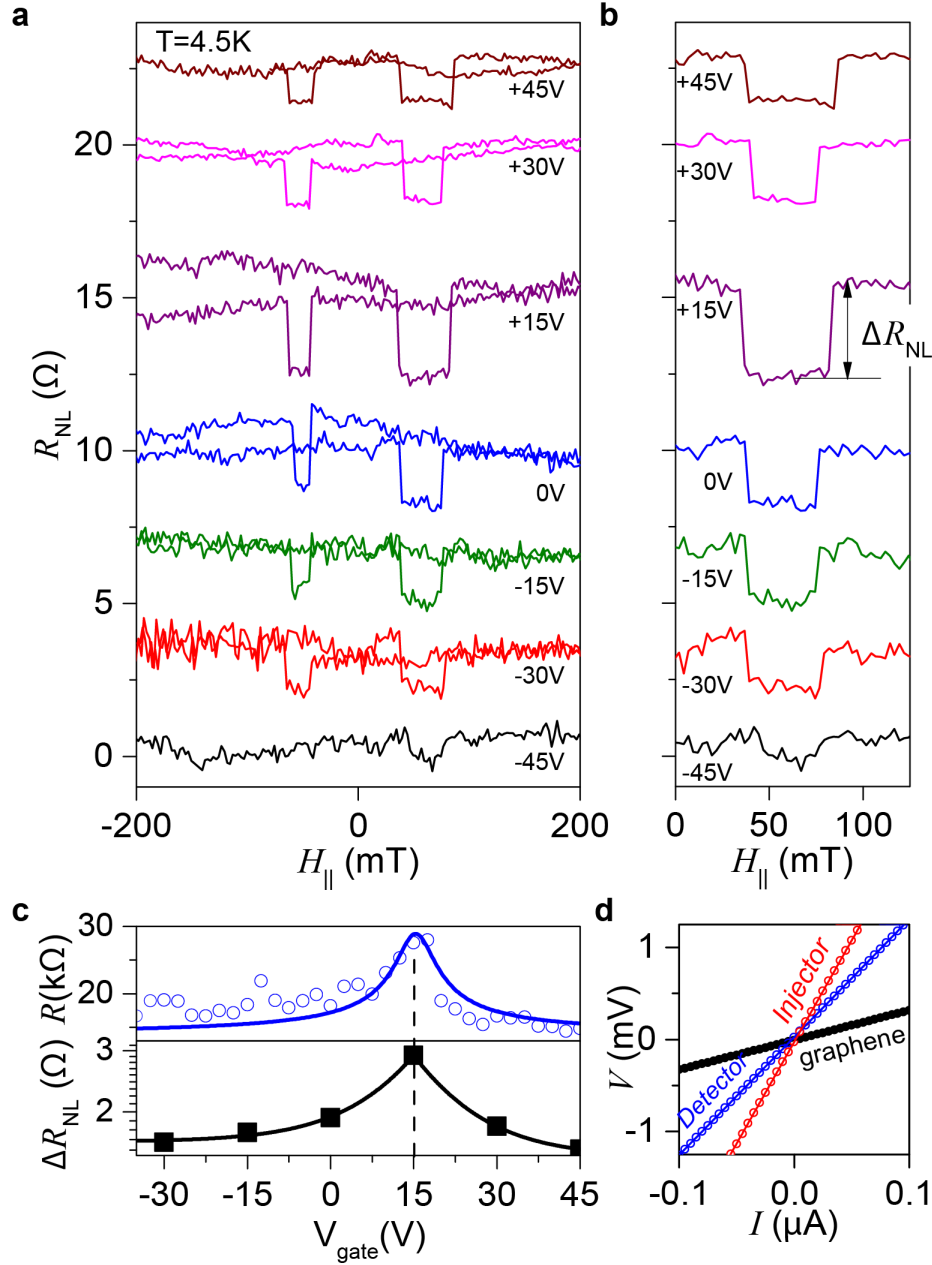 a
T=4.5K
+45V
20
+30V
15
+15V
R_NL (Ω)
10
0V
5
-15V
-30V
0
-45V
-200
0
200
H_|| (mT)
b
+45V
+30V
+15V
ΔR_NL
0V
-15V
-30V
-45V
0
50
100
H_|| (mT)
c
30
20
R(kΩ)
3
2
ΔR_NL (Ω)
-30
-15
0
15
30
45
V_gate(V)
d
1
0
-1
V (mV)
Injector
Detector
graphene
-0.1
0.0
0.1
I (µA)